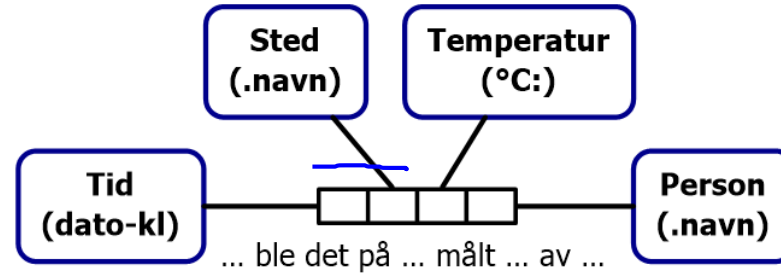 Sted
(.navn)
Temperatur
(°C:)
Tid
(dato-kl)
Person
(.navn)
... ble det på ... målt ... av ...